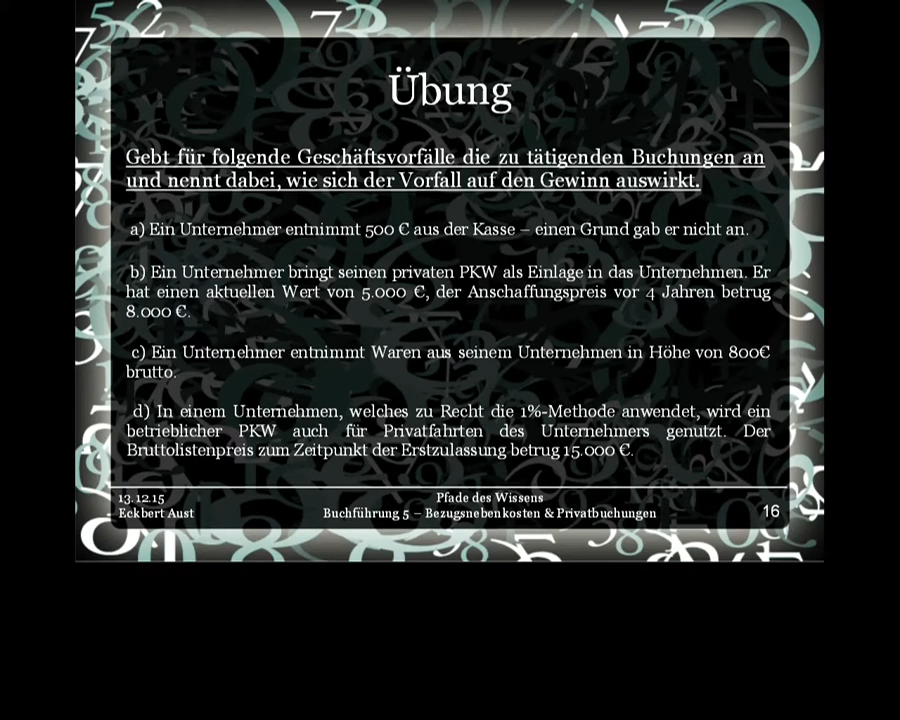 Übung
Gebt für folgende Geschäftsvorfälle die zu tätigenden Buchungen an
und nennt dabei, wie sich der Vorfall auf den Gewinn auswirkt.
a) Ein Unternehmer entnimmt 500 € aus der Kasse – einen Grund gab er nicht an.
b) Ein Unternehmer bringt seinen privaten PKW als Einlage in das Unternehmen. Er
hat einen aktuellen Wert von 5.000 €, der Anschaffungspreis vor 4 Jahren betrug
8.000 €.
c) Ein Unternehmer entnimmt Waren aus seinem Unternehmen in Höhe von 800€
brutto.
d) In einem Unternehmen, welches zu Recht die 1%-Methode anwendet, wird ein
betrieblicher PKW auch für Privatfahrten des Unternehmers genutzt. Der
Bruttolistenpreis zum Zeitpunkt der Erstzulassung betrug 15.000 €.
13.12.15
Eckbert Aust
Pfade des Wissens
Buchführung 5 – Bezugsnebenkosten & Privatbuchungen
16